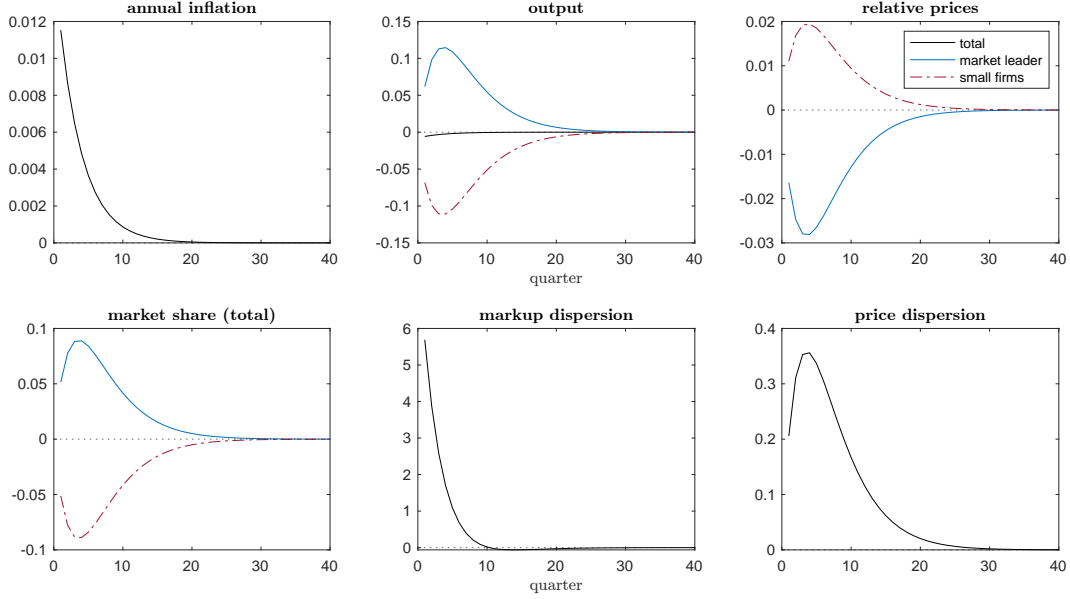 annual inflation
0.012
0.01
0.008
0.006
0.004
0.002
0
0 10 20 30 40
output
0.15
0.1
0.05
0
-0.05
-0.1
-0.15
0 10 20 30 40
quarter
relative prices
0.02
0.01
0
-0.01
-0.02
-0.03
0 10 20 30 40
total
market leader
small firms
market share (total)
0.1
0.05
0
-0.05
-0.1
0 10 20 30 40
markup dispersion
6
5
4
3
2
1
0
0 10 20 30 40
quarter
price dispersion
0.4
0.3
0.2
0.1
0
0 10 20 30 40